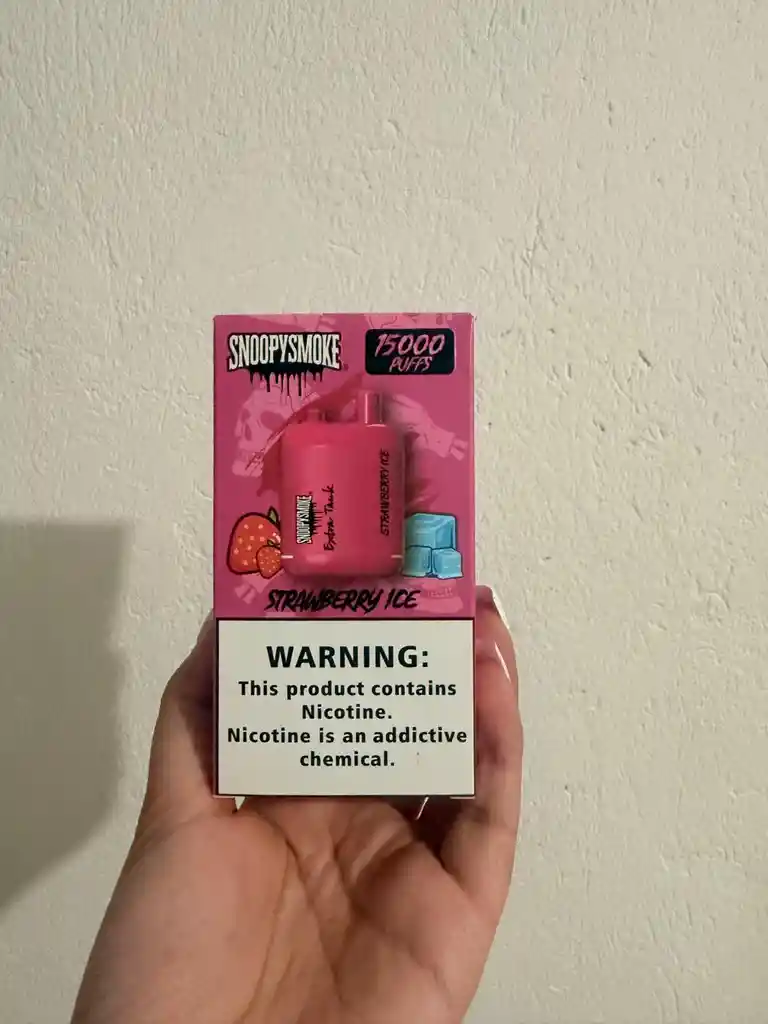 SNOOPYSMOKE
15000
PUFFS
SNOOPYSMOKE
Extra Tank
STRAWBERRY ICE
STRAWBERRY ICE
WARNING:
This product contains
Nicotine.
Nicotine is an addictive
chemical.